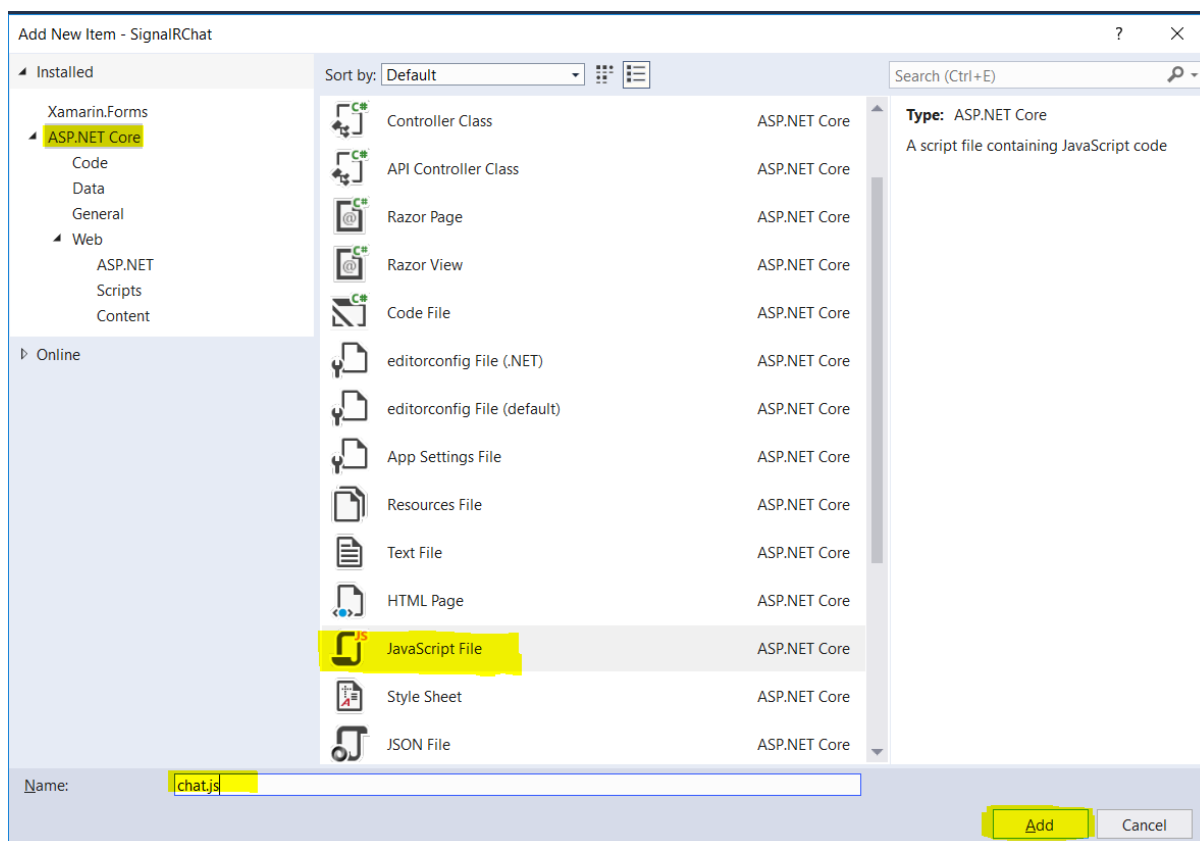 Add New Item - SignalRChat
?
Installed
Sort by: Default
Search (Ctrl+E)
Xamarin.Forms
ASP.NET Core
Code
Data
General
Web
ASP.NET
Scripts
Content
Online
C# Controller Class ASP.NET Core
C# API Controller Class ASP.NET Core
C# @ Razor Page ASP.NET Core
C# @ Razor View ASP.NET Core
C# Code File ASP.NET Core
editorconfig File (.NET) ASP.NET Core
editorconfig File (default) ASP.NET Core
App Settings File ASP.NET Core
Resources File ASP.NET Core
Text File ASP.NET Core
HTML Page ASP.NET Core
JS JavaScript File ASP.NET Core
A Style Sheet ASP.NET Core
JSON File ASP.NET Core
Type: ASP.NET Core
A script file containing JavaScript code
Name: chat.js
Add Cancel